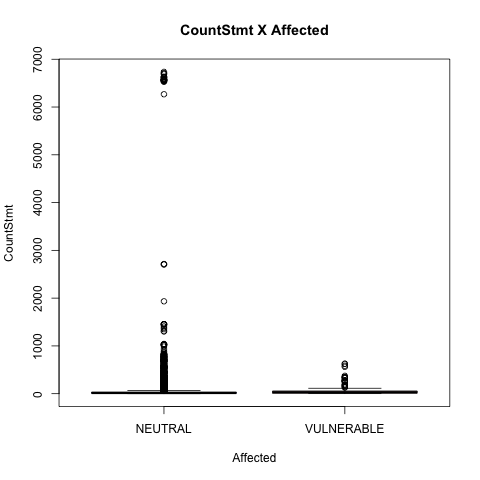 CountStmt X Affected
7000
6000
5000
4000
3000
2000
1000
0
CountStmt
NEUTRAL VULNERABLE
Affected